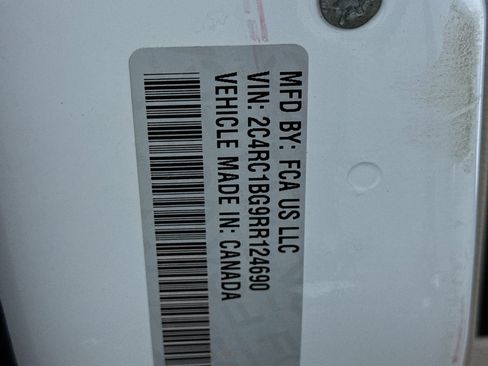 MFD BY: FCA US LLC
VIN: 2C4RC1BG9RR124690
VEHICLE MADE IN: CANADA